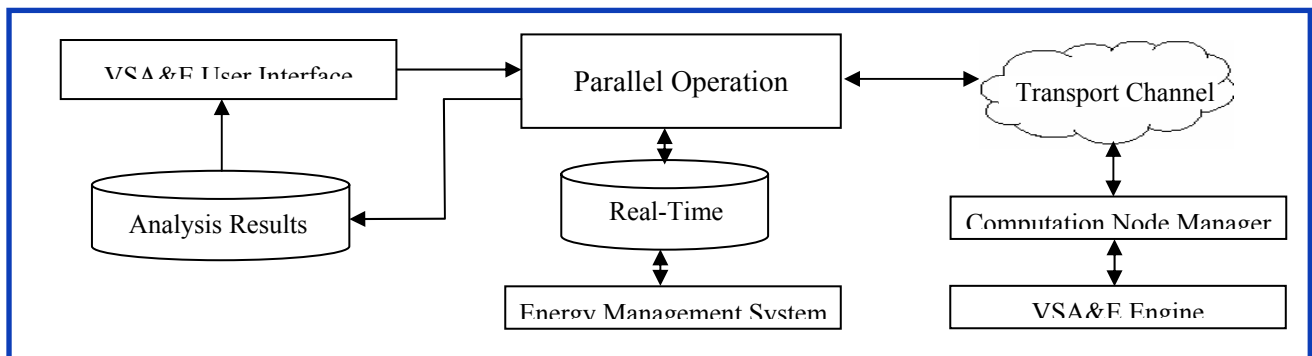 VSA&E User Interface
Parallel Operation
Transport Channel
Analysis Results
Real-Time
Computation Node Manager
Energy Management System
VSA&E Engine